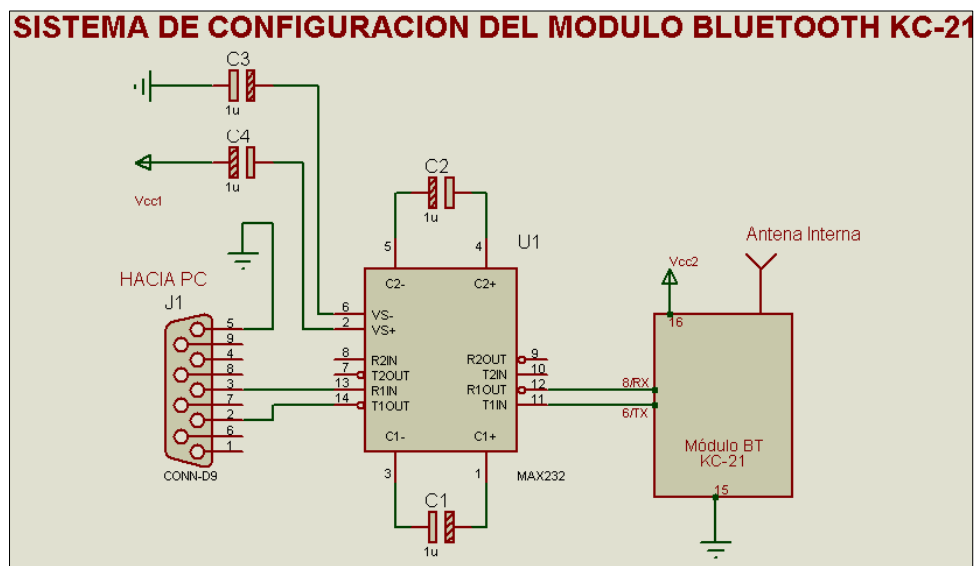 SISTEMA DE CONFIGURACION DEL MODULO BLUETOOTH KC-21
C3
1u
C4
1u
Vcc1
C2
1u
5
4
U1
C2-
C2+
Antena Interna
Vcc2
16
HACIA PC
J1
5
9
4
8
3
7
2
6
1
CONN-D9
6
VS-
2
VS+
8
R2IN
7
T2OUT
13
R1IN
14
T1OUT
R2OUT
9
T2IN
10
R1OUT
12
T1IN
11
8/RX
6/TX
C1-
C1+
3
1
MAX232
Módulo BT
KC-21
15
C1
1u